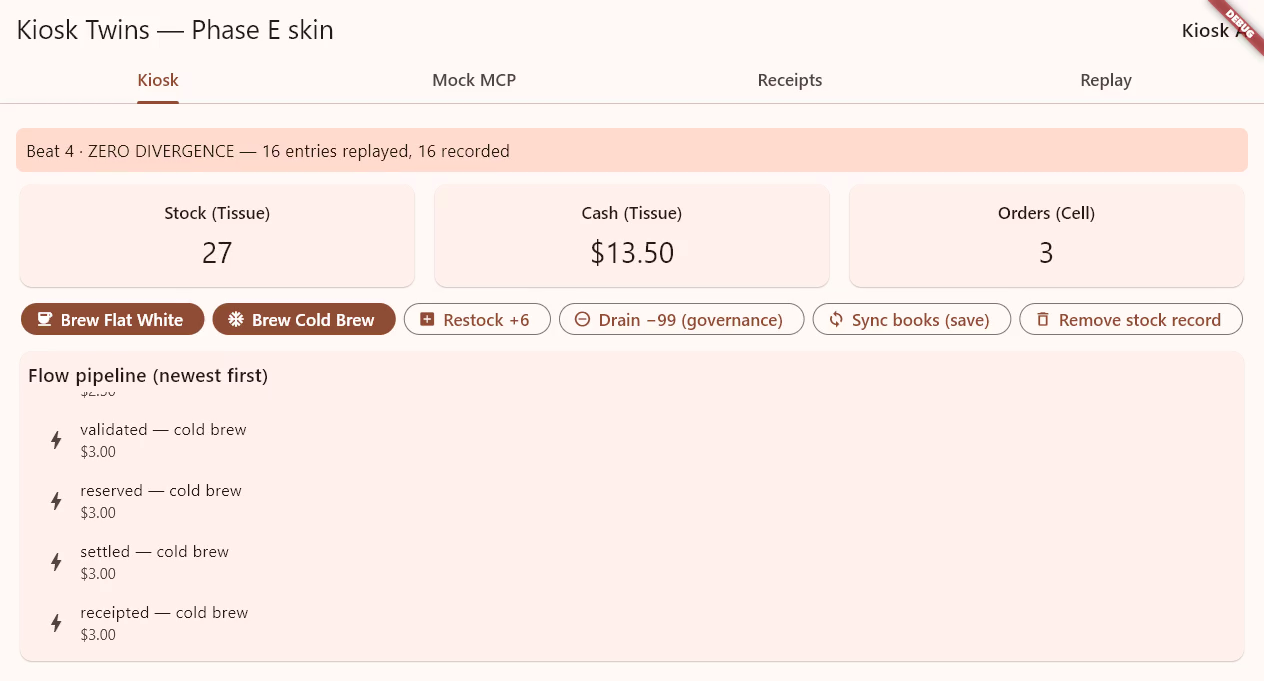 Kiosk Twins — Phase E skin
Kiosk A
DEBUG
Kiosk
Mock MCP
Receipts
Replay
Beat 4 · ZERO DIVERGENCE — 16 entries replayed, 16 recorded
Stock (Tissue)
27
Cash (Tissue)
$13.50
Orders (Cell)
3
Brew Flat White
Brew Cold Brew
Restock +6
Drain −99 (governance)
Sync books (save)
Remove stock record
Flow pipeline (newest first)
validated — cold brew
$3.00
reserved — cold brew
$3.00
settled — cold brew
$3.00
receipted — cold brew
$3.00